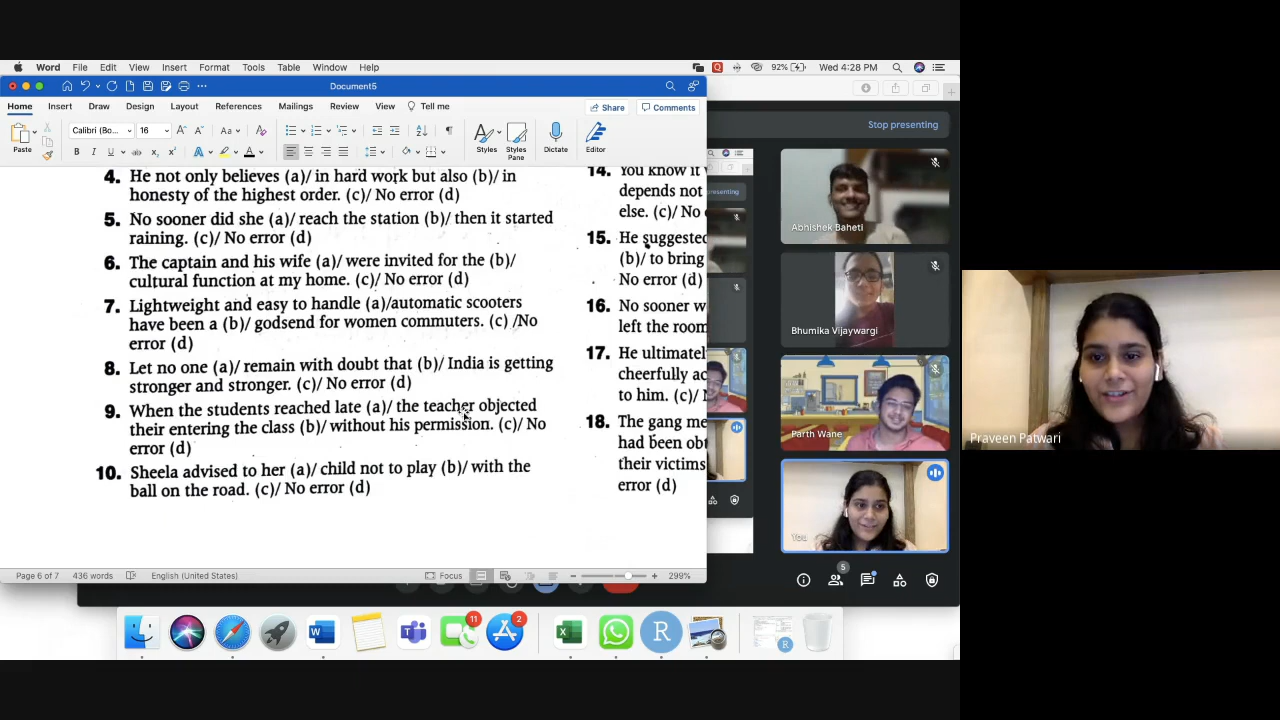 Word File Edit View Insert Format Tools Table Window Help
92% Wed 4:28 PM
Document5
Home Insert Draw Design Layout References Mailings Review View Tell me
Share Comments
Stop presenting
Calibri (Bo... 16
Paste
Styles
Styles Pane
Dictate
Editor
4. He not only believes (a)/ in hard work but also (b)/ in
honesty of the highest order. (c)/ No error (d)
5. No sooner did she (a)/ reach the station (b)/ then it started
raining. (c)/ No error (d)
6. The captain and his wife (a)/ were invited for the (b)/
cultural function at my home. (c)/ No error (d)
7. Lightweight and easy to handle (a)/automatic scooters
have been a (b)/ godsend for women commuters. (c) /No
error (d)
8. Let no one (a)/ remain with doubt that (b)/ India is getting
stronger and stronger. (c)/ No error (d)
9. When the students reached late (a)/ the teacher objected
their entering the class (b)/ without his permission. (c)/ No
error (d)
10. Sheela advised to her (a)/ child not to play (b)/ with the
ball on the road. (c)/ No error (d)
14. You know it
depends not
else. (c)/ No
15. He suggested
(b)/ to bring
No error (d)
16. No sooner w
left the room
17. He ultimatel
cheerfully ac
to him. (c)/
18. The gang me
had been obt
their victims
error (d)
presenting
Abhishek Baheti
Bhumika Vijaywargi
Parth Wane
You
Praveen Patwari
5
Page 6 of 7 436 words English (United States) Focus 299%
11
2